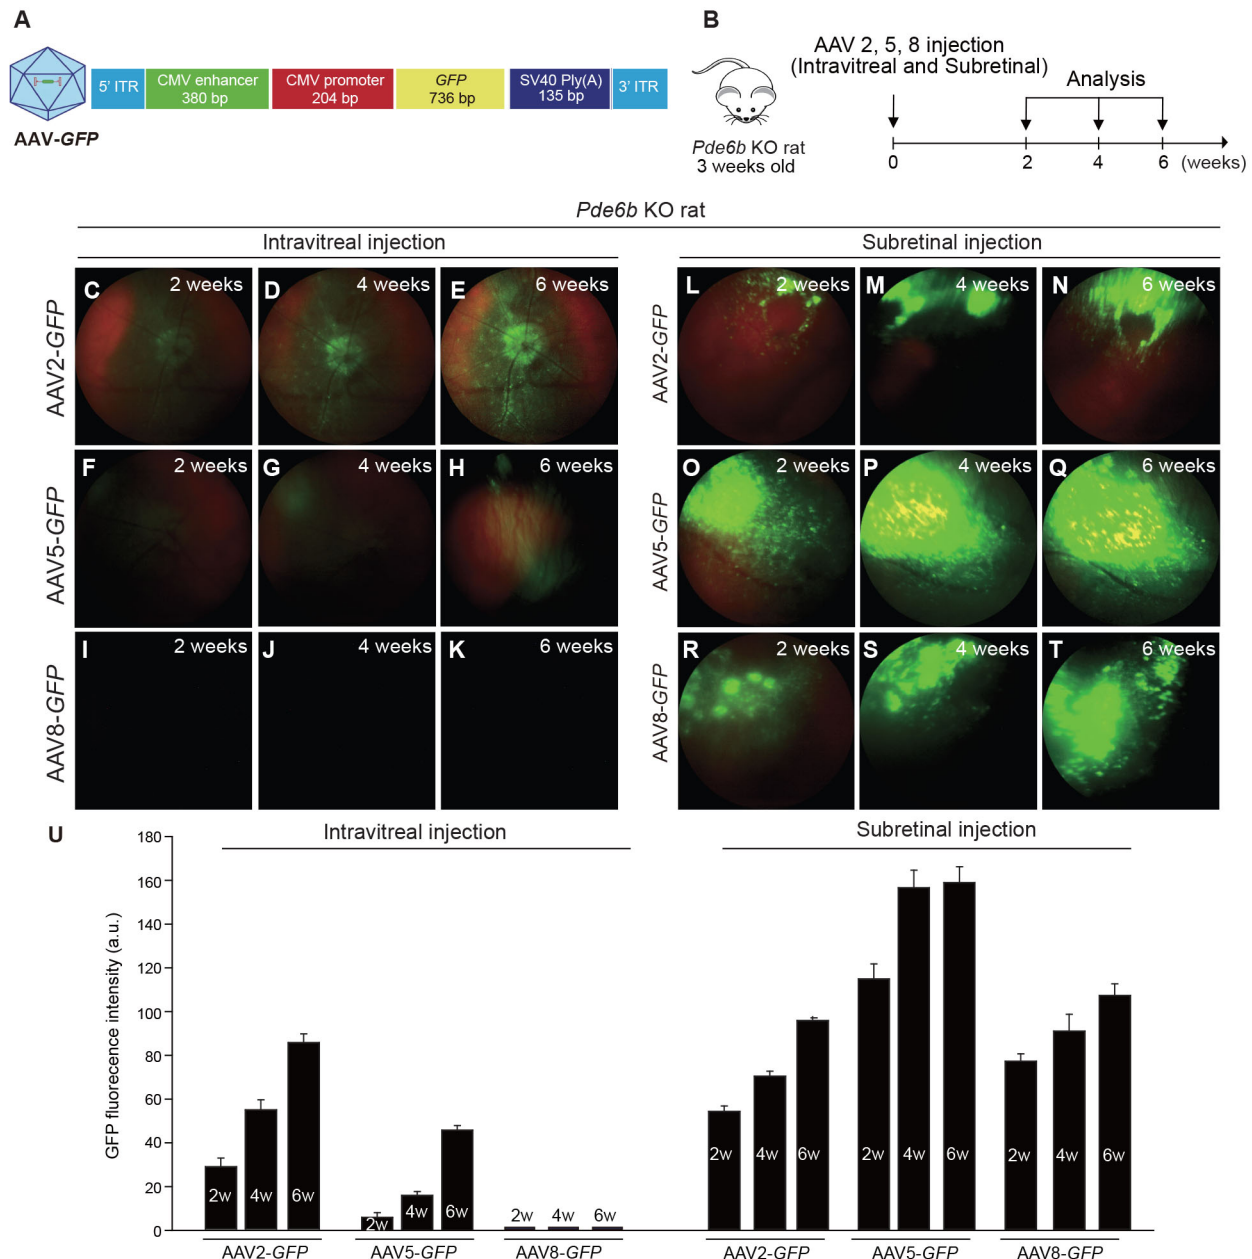 A
5' ITR
CMV enhancer
380 bp
CMV promoter
204 bp
GFP
736 bp
SV40 Ply(A)
135 bp
3' ITR
AAV-GFP
B
AAV 2, 5, 8 injection
(Intravitreal and Subretinal)
Analysis
Pde6b KO rat
3 weeks old
0
2
4
6
(weeks)
Pde6b KO rat
Intravitreal injection
Subretinal injection
AAV2-GFP
C 2 weeks
D 4 weeks
E 6 weeks
AAV2-GFP
L 2 weeks
M 4 weeks
N 6 weeks
AAV5-GFP
F 2 weeks
G 4 weeks
H 6 weeks
AAV5-GFP
O 2 weeks
P 4 weeks
Q 6 weeks
AAV8-GFP
I 2 weeks
J 4 weeks
K 6 weeks
AAV8-GFP
R 2 weeks
S 4 weeks
T 6 weeks
U
Intravitreal injection
Subretinal injection
GFP fluorecence intensity (a.u.)
180
160
140
120
100
80
60
40
20
0
2w 4w 6w
2w 4w 6w
2w 4w 6w
2w 4w 6w
2w 4w 6w
2w 4w 6w
AAV2-GFP
AAV5-GFP
AAV8-GFP
AAV2-GFP
AAV5-GFP
AAV8-GFP